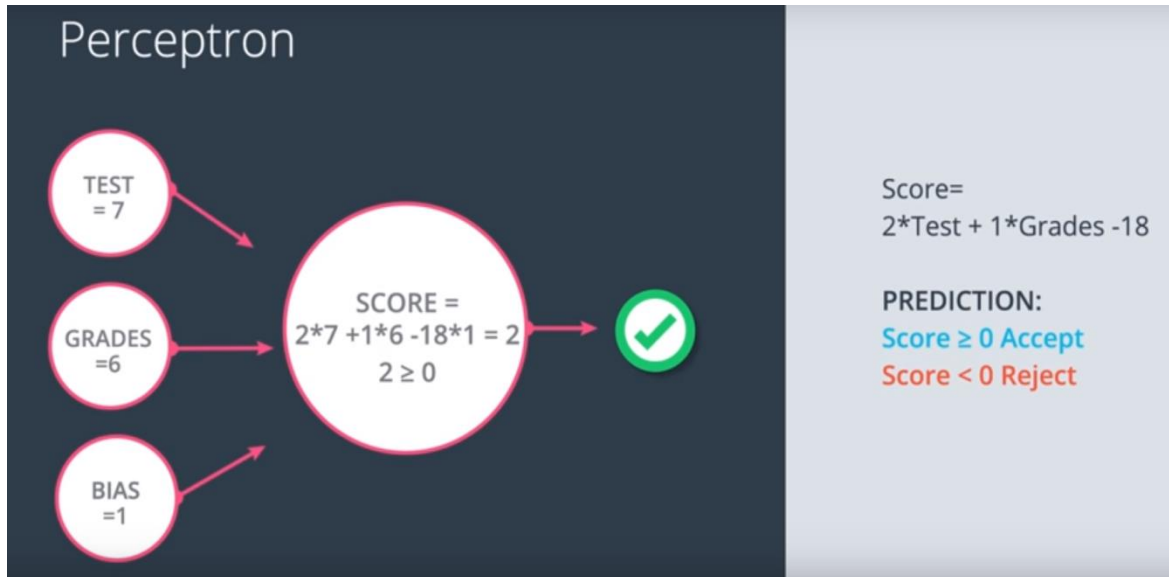 Perceptron
TEST
= 7
GRADES
=6
BIAS
=1
SCORE =
2*7 +1*6 -18*1 = 2
2 ≥ 0
Score=
2*Test + 1*Grades -18
PREDICTION:
Score ≥ 0 Accept
Score < 0 Reject